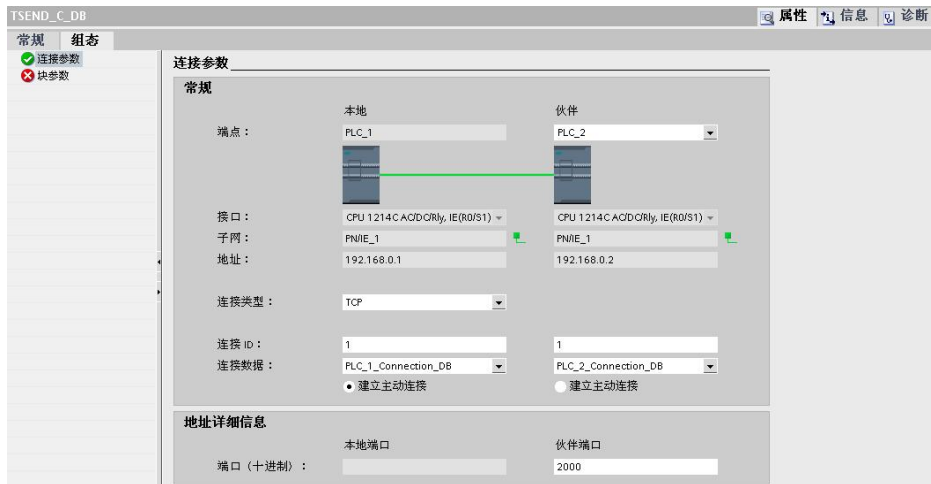 TSEND_C_DB 属性 信息 诊断
常规 组态
连接参数
块参数
连接参数
常规
本地 伙伴
端点： PLC_1 PLC_2
接口： CPU 1214C AC/DC/Rly, IE(R0/S1) CPU 1214C AC/DC/Rly, IE(R0/S1)
子网： PN/IE_1 PN/IE_1
地址： 192.168.0.1 192.168.0.2
连接类型： TCP
连接 ID： 1 1
连接数据： PLC_1_Connection_DB PLC_2_Connection_DB
建立主动连接 建立主动连接
地址详细信息
本地端口 伙伴端口
端口（十进制）： 2000